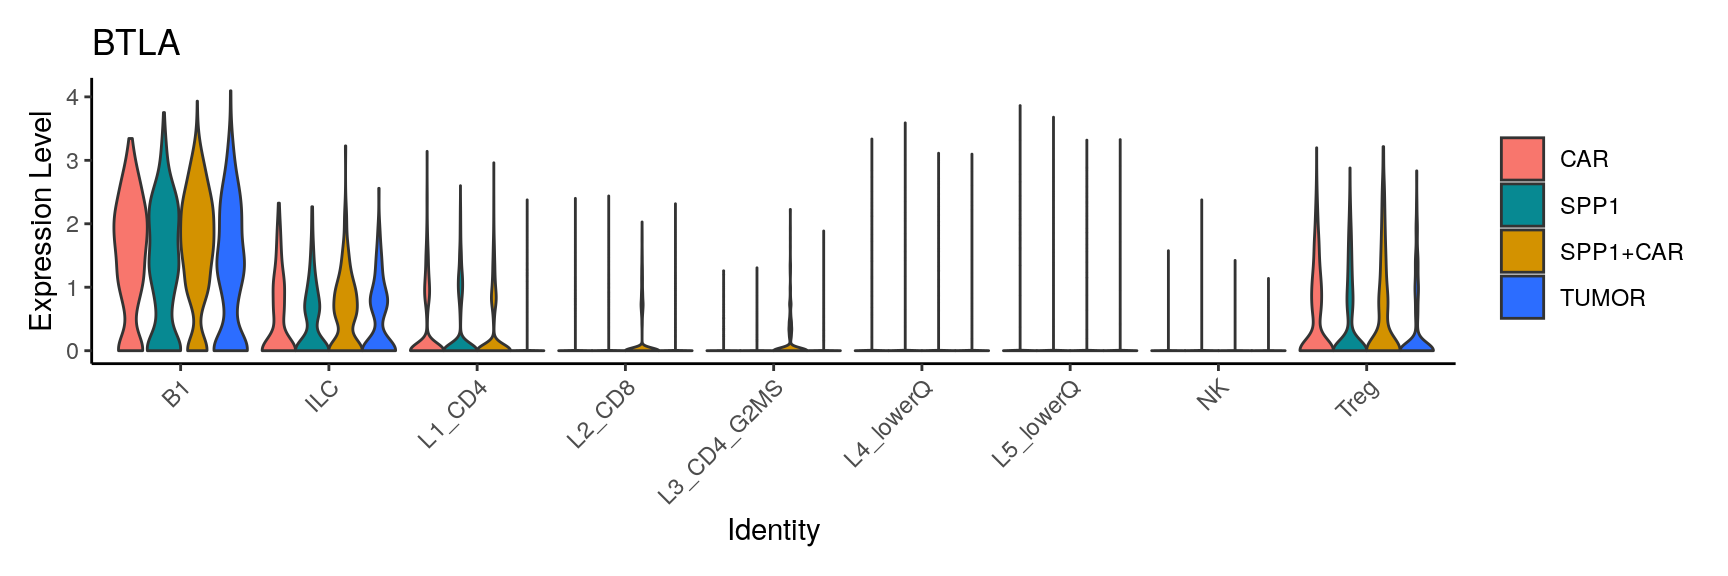 BTLA
Expression Level
4
3
2
1
0
B1
ILC
L1_CD4
L2_CD8
L3_CD4_G2MS
L4_lowerQ
L5_lowerQ
NK
Treg
Identity
CAR
SPP1
SPP1+CAR
TUMOR